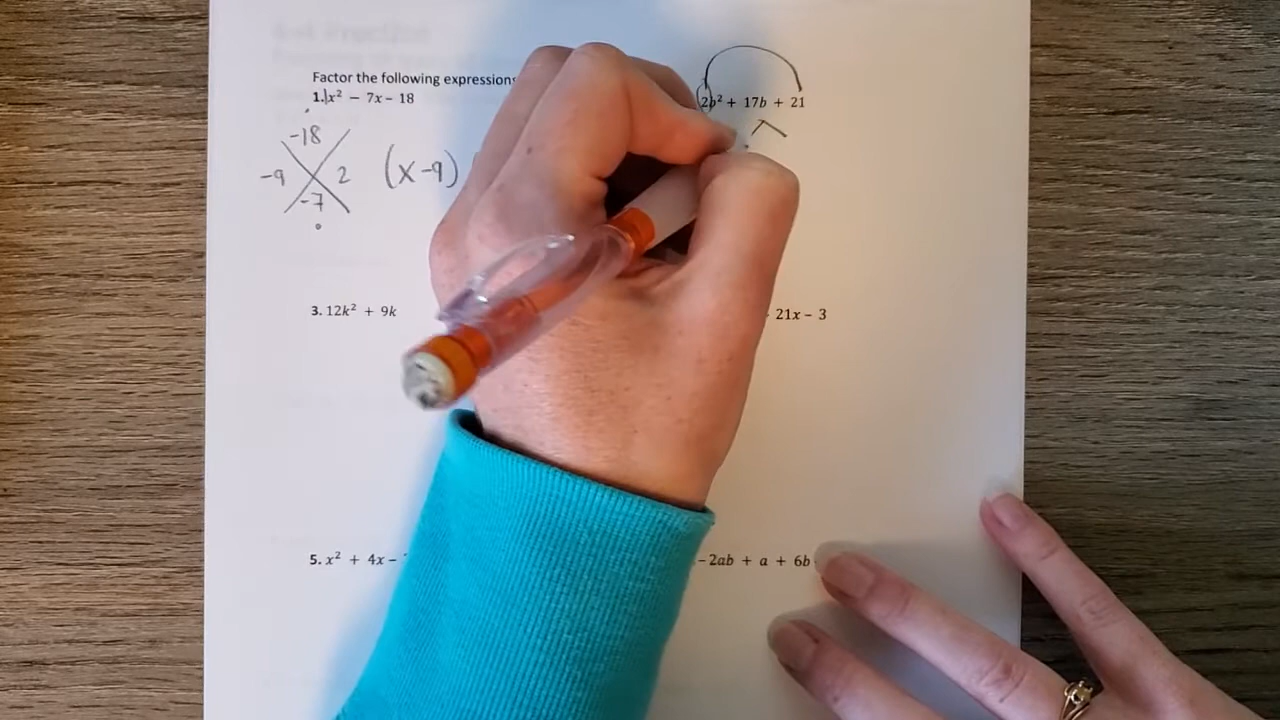 Factor the following expressions
1. x² − 7x − 18
2b² + 17b + 21
-18
-9 2 (x-9)
-7
3. 12k² + 9k
21x − 3
5. x² + 4x −
− 2ab + a + 6b